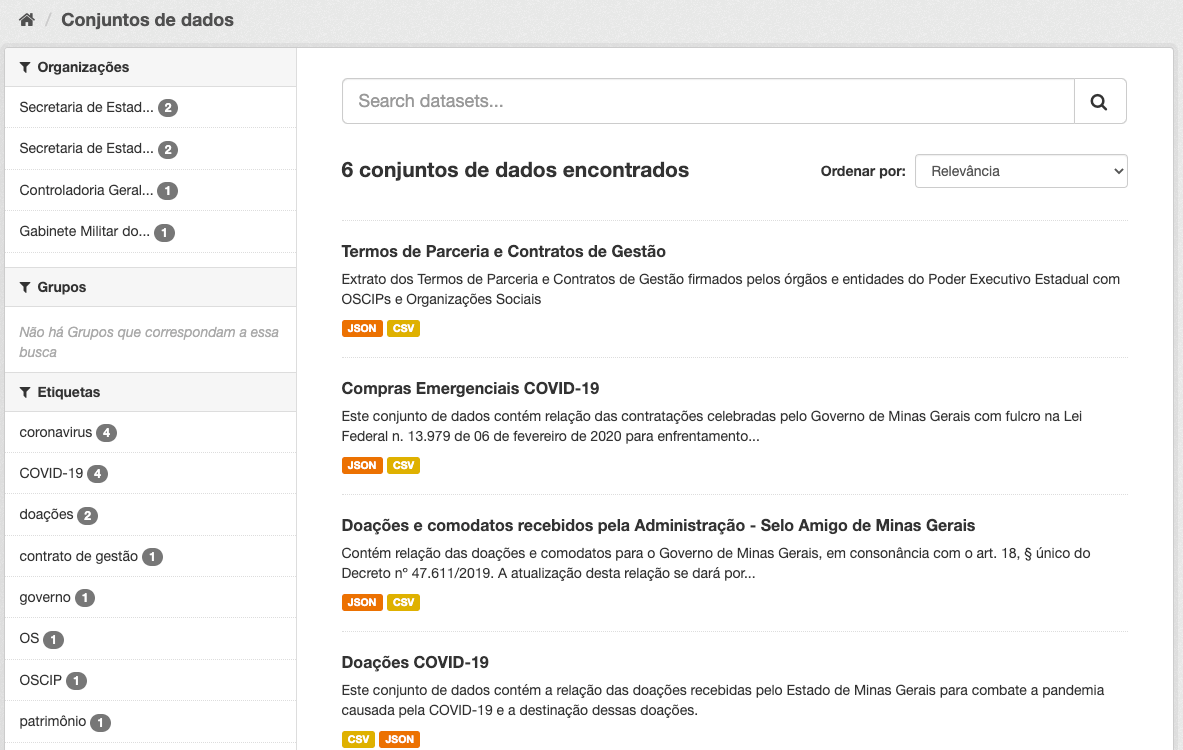 / Conjuntos de dados
Organizações
Secretaria de Estad... 2
Secretaria de Estad... 2
Controladoria Geral... 1
Gabinete Militar do... 1
Grupos
Não há Grupos que correspondam a essa
busca
Etiquetas
coronavirus 4
COVID-19 4
doações 2
contrato de gestão 1
governo 1
OS 1
OSCIP 1
patrimônio 1
Search datasets...
6 conjuntos de dados encontrados
Ordenar por: Relevância
Termos de Parceria e Contratos de Gestão
Extrato dos Termos de Parceria e Contratos de Gestão firmados pelos órgãos e entidades do Poder Executivo Estadual com
OSCIPs e Organizações Sociais
JSON CSV
Compras Emergenciais COVID-19
Este conjunto de dados contém relação das contratações celebradas pelo Governo de Minas Gerais com fulcro na Lei
Federal n. 13.979 de 06 de fevereiro de 2020 para enfrentamento...
JSON CSV
Doações e comodatos recebidos pela Administração - Selo Amigo de Minas Gerais
Contém relação das doações e comodatos para o Governo de Minas Gerais, em consonância com o art. 18, § único do
Decreto nº 47.611/2019. A atualização desta relação se dará por...
JSON CSV
Doações COVID-19
Este conjunto de dados contém a relação das doações recebidas pelo Estado de Minas Gerais para combate a pandemia
causada pela COVID-19 e a destinação dessas doações.
CSV JSON